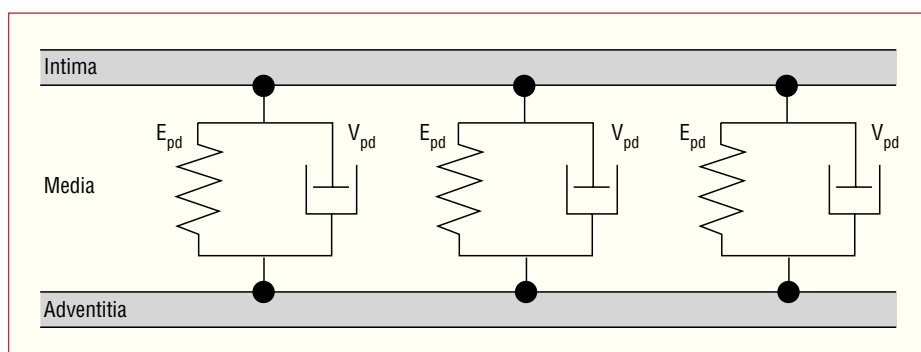 Intima
E_pd V_pd E_pd V_pd E_pd V_pd
Media
Adventitia